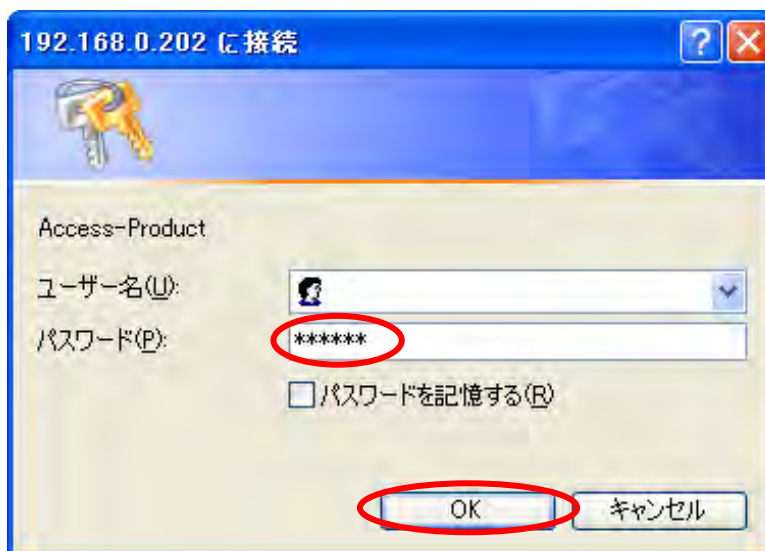 192.168.0.202 に接続
Access-Product
ユーザー名(U):
パスワード(P):
******
パスワードを記憶する(R)
OK
キャンセル